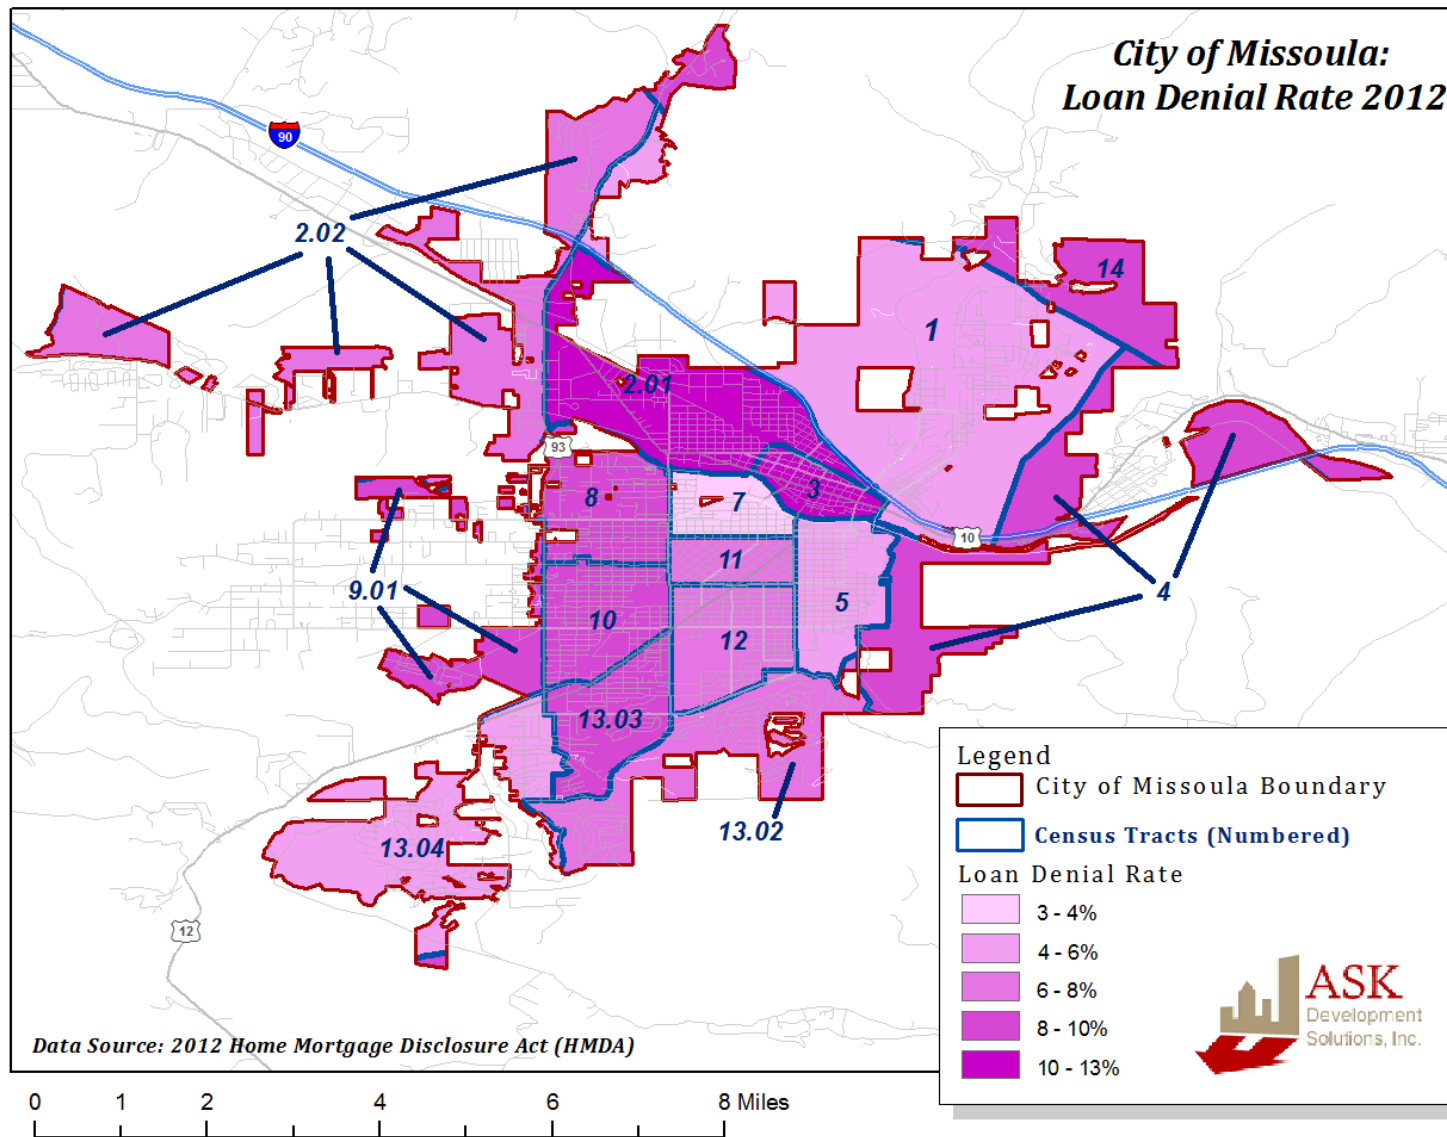 City of Missoula:
Loan Denial Rate 2012
90
2.02
14
1
2.01
93
8
7
3
10
11
9.01
4
5
10
12
13.03
13.02
13.04
12
Legend
City of Missoula Boundary
Census Tracts (Numbered)
Loan Denial Rate
3 - 4%
4 - 6%
6 - 8%
8 - 10%
10 - 13%
ASK
Development
Solutions, Inc.
Data Source: 2012 Home Mortgage Disclosure Act (HMDA)
0 1 2 4 6 8 Miles